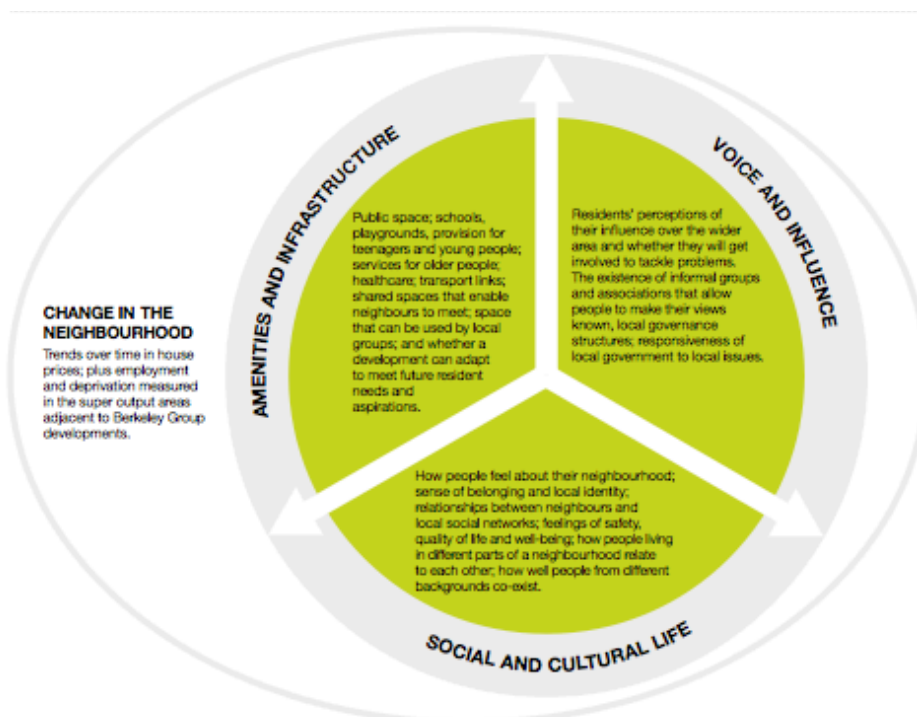 AMENITIES AND INFRASTRUCTURE
Public space; schools,
playgrounds, provision for
teenagers and young people;
services for older people;
healthcare; transport links;
shared spaces that enable
neighbours to meet; space
that can be used by local
groups; and whether a
development can adapt
to meet future resident
needs and
aspirations.
VOICE AND INFLUENCE
Residents' perceptions of
their influence over the wider
area and whether they will get
involved to tackle problems.
The existence of informal groups
and associations that allow
people to make their views
known, local governance
structures; responsiveness of
local government to local issues.
CHANGE IN THE
NEIGHBOURHOOD
Trends over time in house
prices; plus employment
and deprivation measured
in the super output areas
adjacent to Berkeley Group
developments.
How people feel about their neighbourhood;
sense of belonging and local identity;
relationships between neighbours and
local social networks; feelings of safety,
quality of life and well-being; how people living
in different parts of a neighbourhood relate
to each other; how well people from different
backgrounds co-exist.
SOCIAL AND CULTURAL LIFE